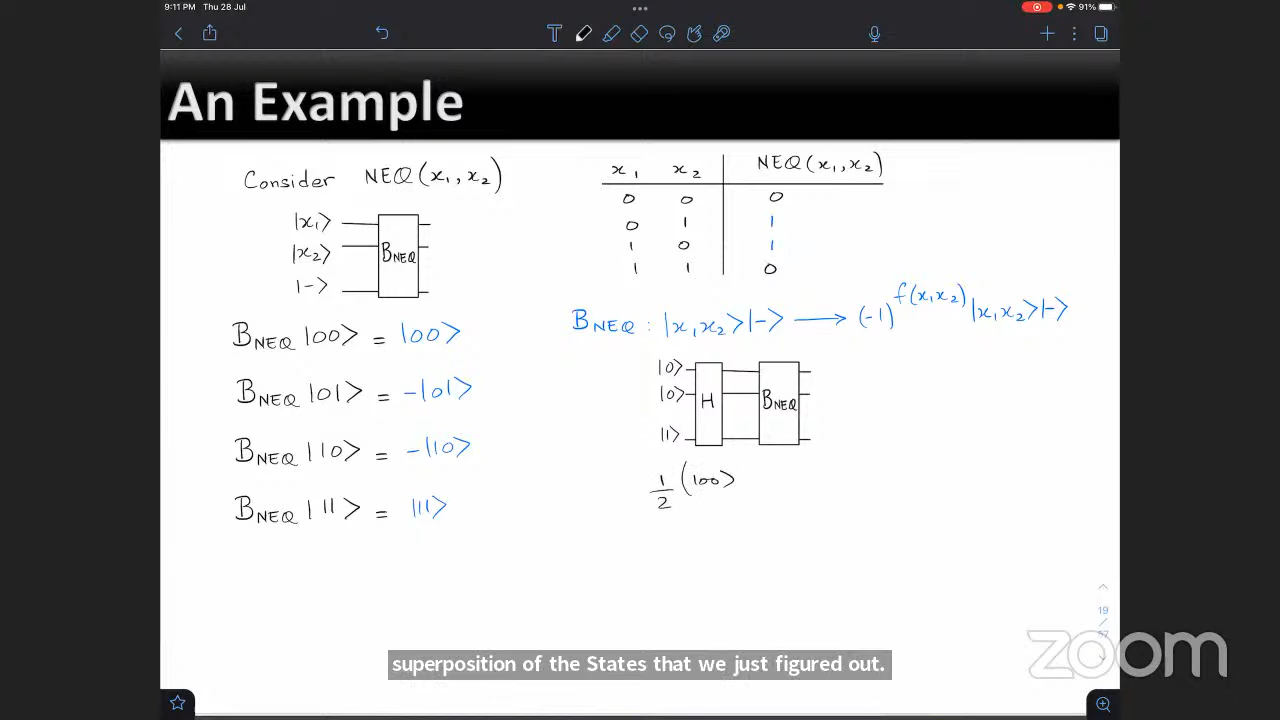 9:11 PM Thu 28 Jul
91%
An Example
Consider NEQ(x₁,x₂)
|x₁>
|x₂>
|->
B_NEQ
B_NEQ |00> = |00>
B_NEQ |01> = -|01>
B_NEQ |10> = -|10>
B_NEQ |11> = |11>
x₁ x₂ NEQ(x₁,x₂)
0 0 0
0 1 1
1 0 1
1 1 0
B_NEQ : |x₁x₂>|-> → (-1)^f(x₁x₂) |x₁x₂>|->
|0>
|0>
|1>
H B_NEQ
1/2 (|00>
19
/
zoom
superposition of the States that we just figured out.